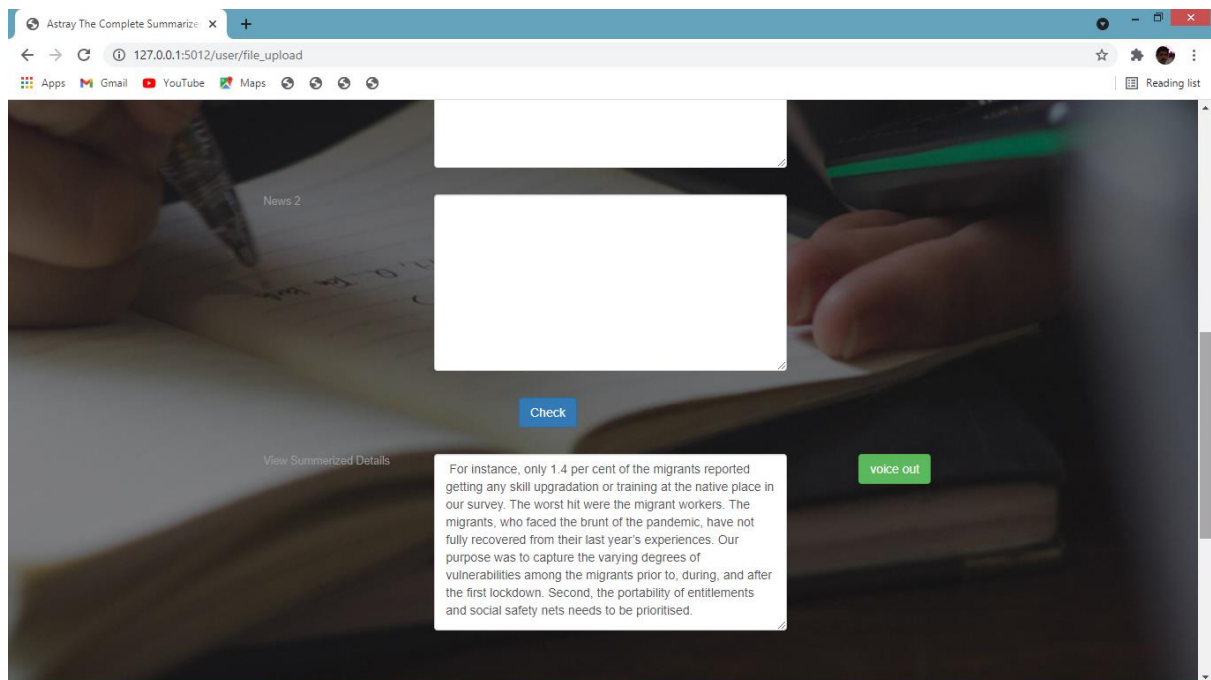 Astray The Complete Summarize
127.0.0.1:5012/user/file_upload
Apps Gmail YouTube Maps Reading list
News 2
Check
View Summerized Details
voice out
For instance, only 1.4 per cent of the migrants reported
getting any skill upgradation or training at the native place in
our survey. The worst hit were the migrant workers. The
migrants, who faced the brunt of the pandemic, have not
fully recovered from their last year's experiences. Our
purpose was to capture the varying degrees of
vulnerabilities among the migrants prior to, during, and after
the first lockdown. Second, the portability of entitlements
and social safety nets needs to be prioritised.